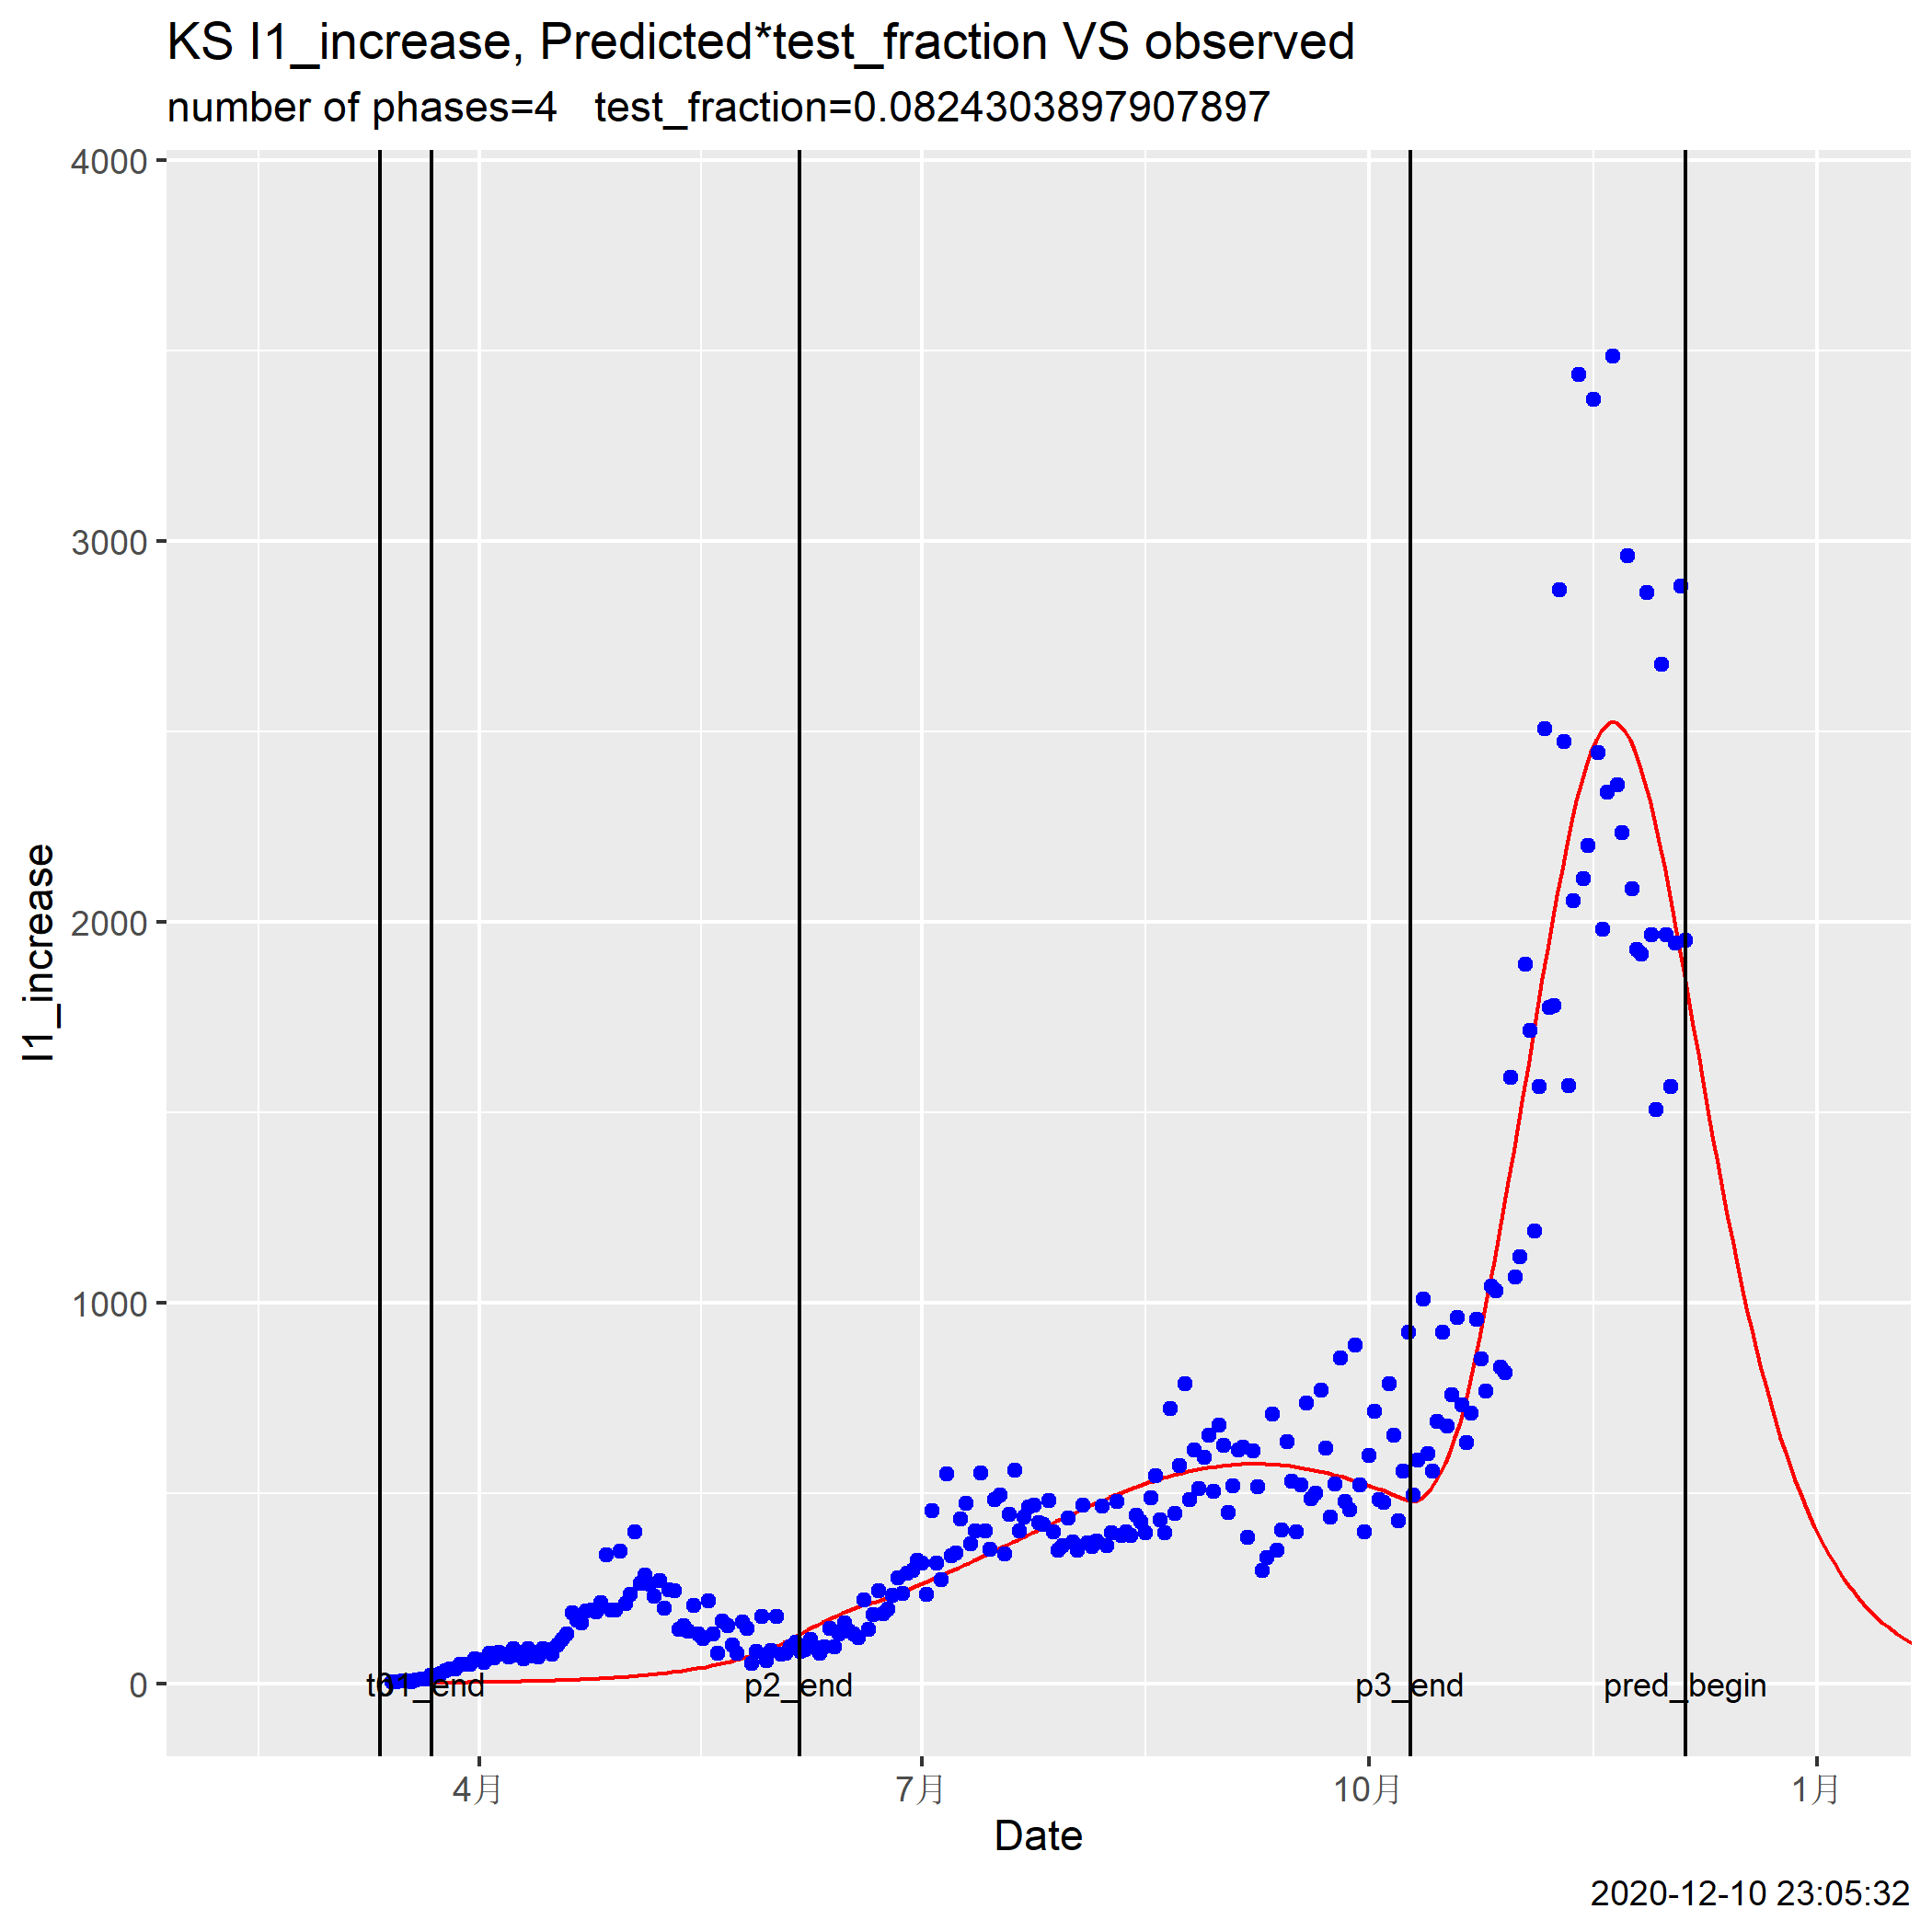 KS I1_increase, Predicted*test_fraction VS observed
number of phases=4   test_fraction=0.0824303897907897
4000
3000
2000
1000
0
I1_increase
t0
p1_end
p2_end
p3_end
pred_begin
4月
7月
10月
1月
Date
2020-12-10 23:05:32